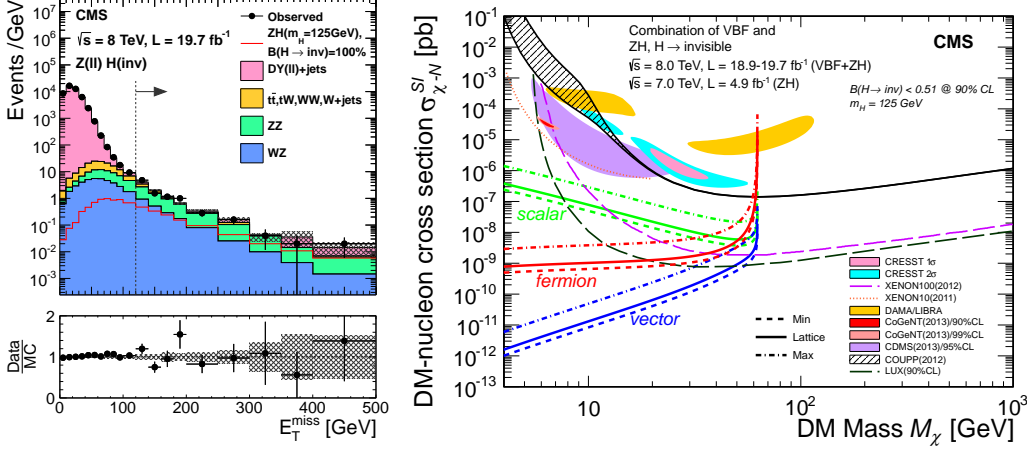 CMS
√s = 8 TeV, L = 19.7 fb⁻¹
Z(ll) H(inv)
Observed
ZH(m_H=125GeV),
B(H → inv)=100%
DY(ll)+jets
tt̄,tW,WW,W+jets
ZZ
WZ
Events /GeV
10⁷
10⁶
10⁵
10⁴
10³
10²
10
1
10⁻¹
10⁻²
10⁻³
Data
MC
2
1
0
0 100 200 300 400 500
E_T^miss [GeV]
DM-nucleon cross section σ^SI_χ-N [pb]
10⁻¹
10⁻²
10⁻³
10⁻⁴
10⁻⁵
10⁻⁶
10⁻⁷
10⁻⁸
10⁻⁹
10⁻¹⁰
10⁻¹¹
10⁻¹²
10⁻¹³
Combination of VBF and
ZH, H → invisible
√s = 8.0 TeV, L = 18.9-19.7 fb⁻¹ (VBF+ZH)
√s = 7.0 TeV, L = 4.9 fb⁻¹ (ZH)
CMS
B(H → inv) < 0.51 @ 90% CL
m_H = 125 GeV
scalar
fermion
vector
Min
Lattice
Max
CRESST 1σ
CRESST 2σ
XENON100(2012)
XENON10(2011)
DAMA/LIBRA
CoGeNT(2013)/90%CL
CoGeNT(2013)/99%CL
CDMS(2013)/95%CL
COUPP(2012)
LUX(90%CL)
10 10² 10³
DM Mass M_χ [GeV]